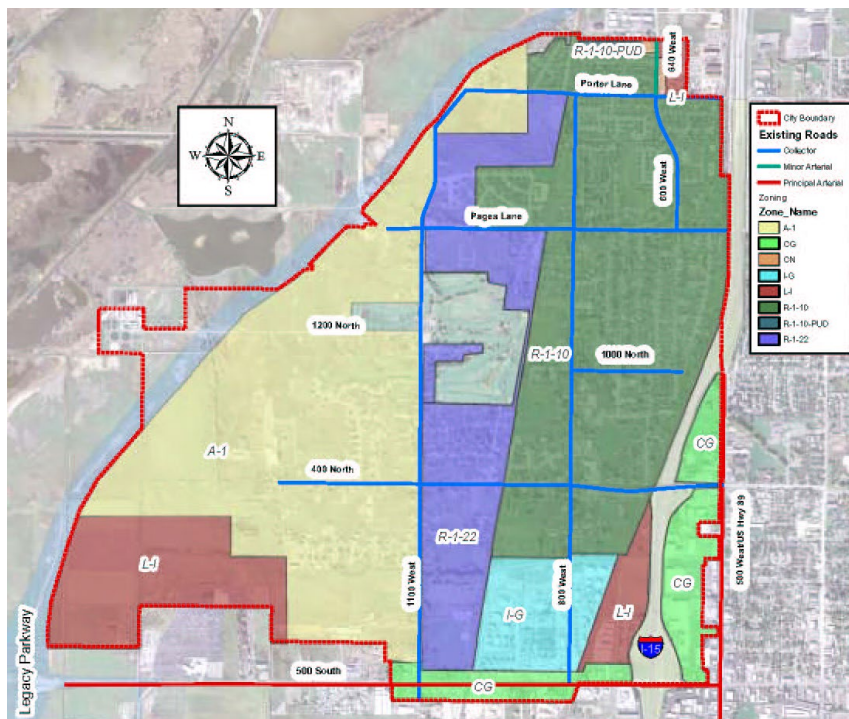 R-1-10-PUD
640 West
Porter Lane
L-I
N
W E
S
City Boundary
Existing Roads
Collector
Minor Arterial
Principal Arterial
Zoning
Zone_Name
A-1
CG
CN
I-G
L-I
R-1-10
R-1-10-PUD
R-1-22
600 West
Pages Lane
1200 North
R-1-10
1000 North
CG
A-1
400 North
500 West/US Hwy 89
R-1-22
L-I
1100 West
800 West
I-G
L-I
CG
I-15
Legacy Parkway
500 South
CG